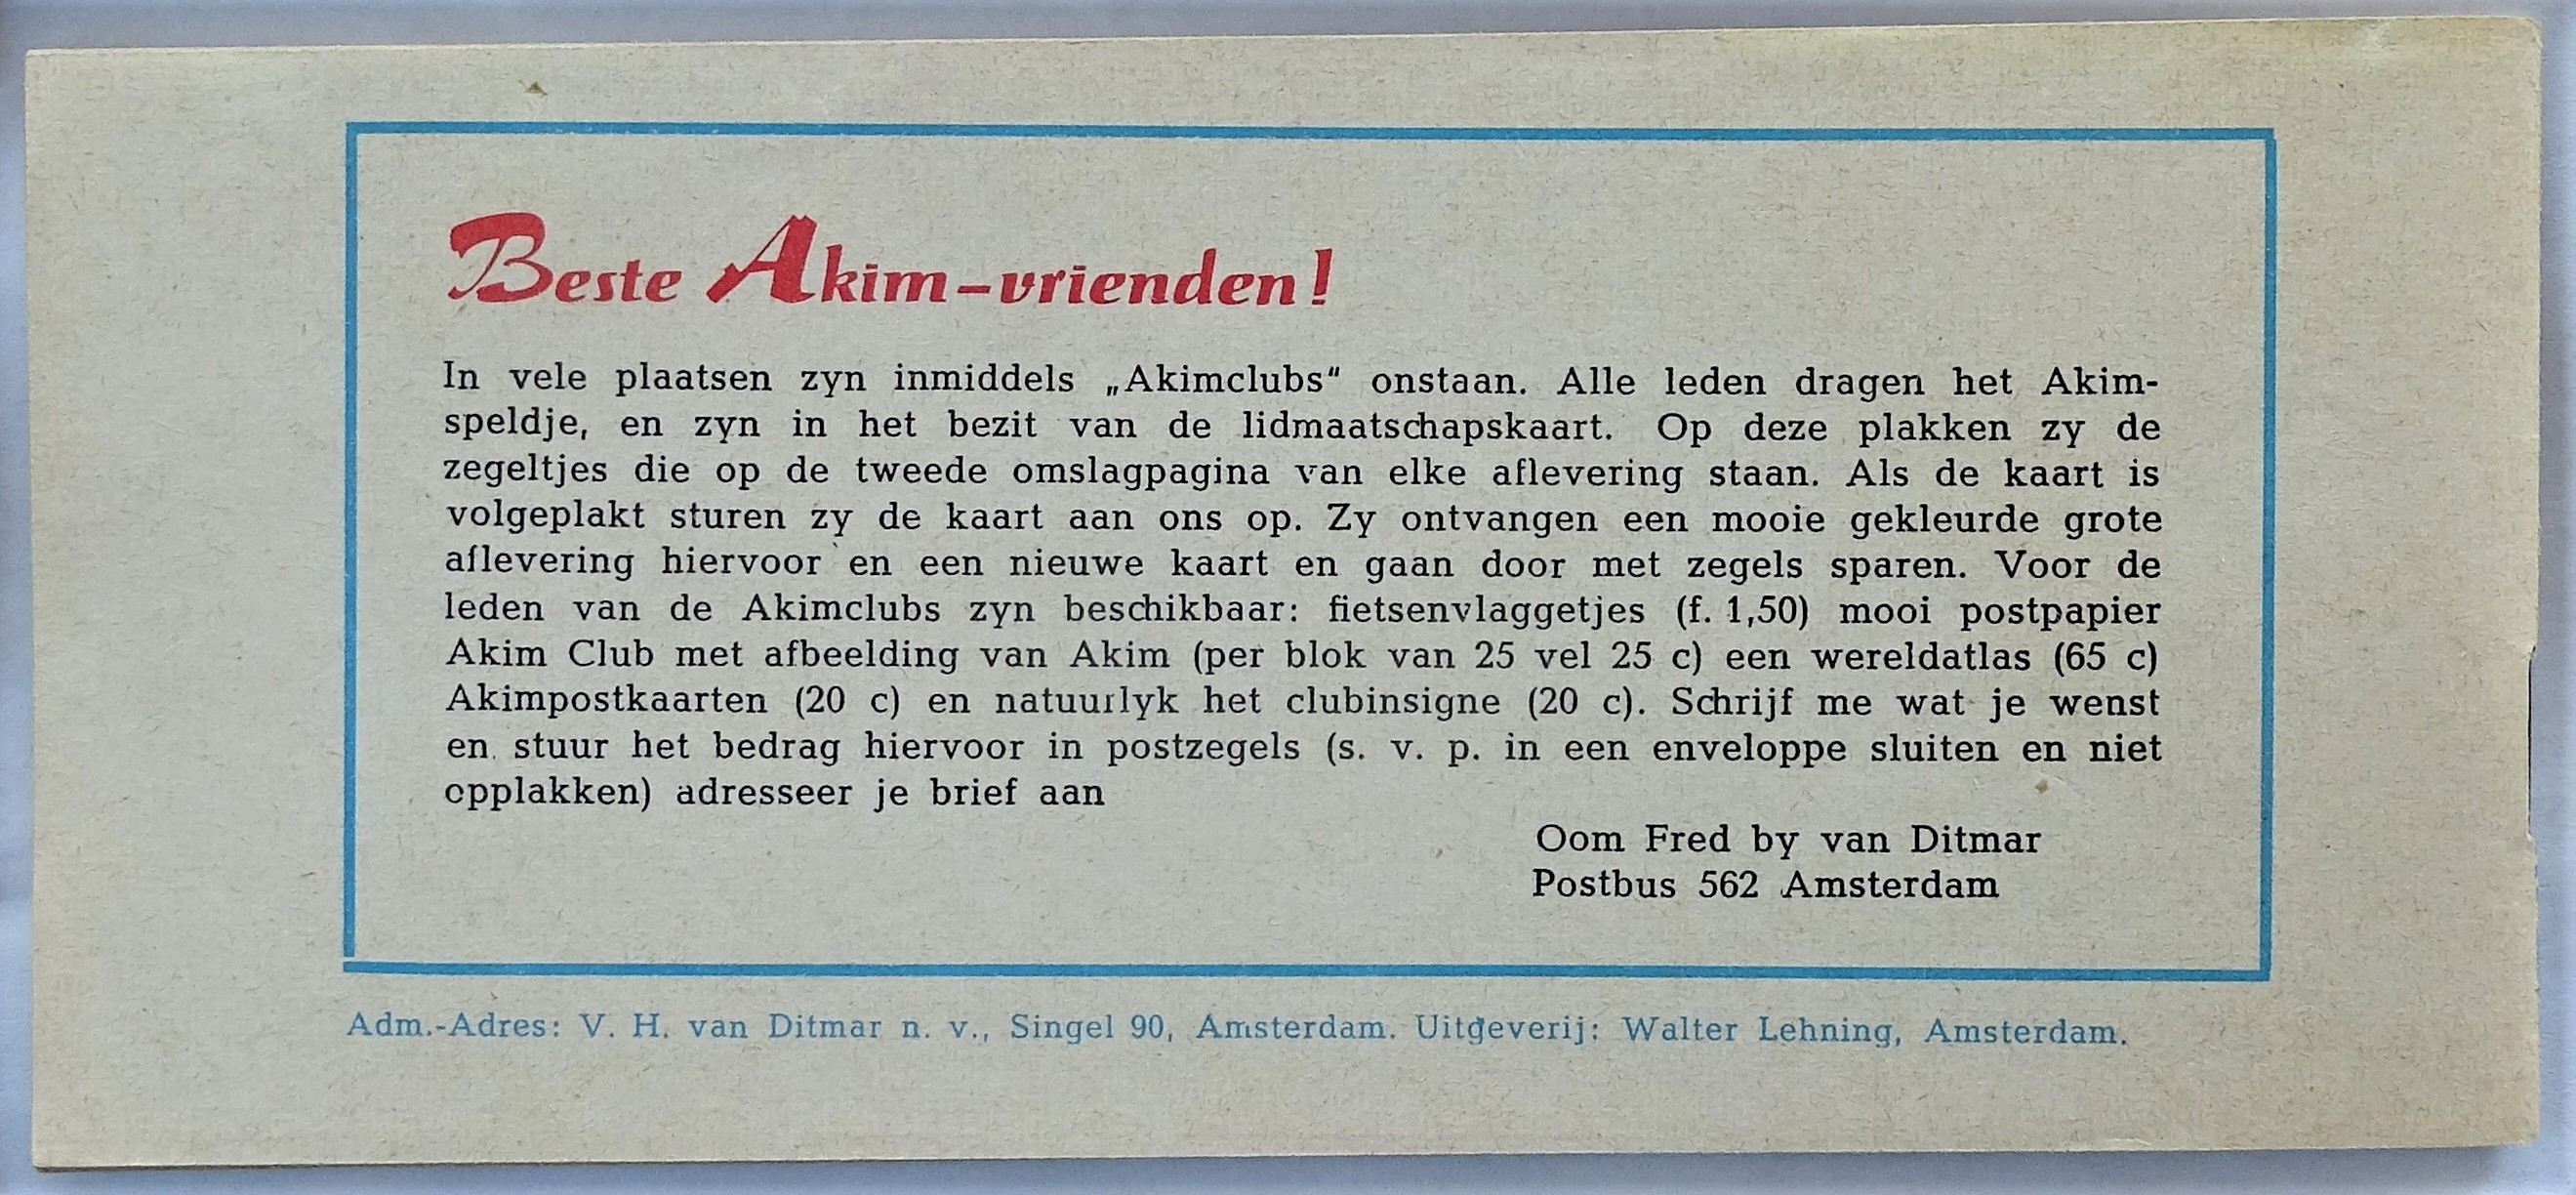 Beste Akim-vrienden!
In vele plaatsen zyn inmiddels „Akimclubs" onstaan. Alle leden dragen het Akim-
speldje, en zyn in het bezit van de lidmaatschapskaart. Op deze plakken zy de
zegeltjes die op de tweede omslagpagina van elke aflevering staan. Als de kaart is
volgeplakt sturen zy de kaart aan ons op. Zy ontvangen een mooie gekleurde grote
aflevering hiervoor en een nieuwe kaart en gaan door met zegels sparen. Voor de
leden van de Akimclubs zyn beschikbaar: fietsenvlaggetjes (f. 1,50) mooi postpapier
Akim Club met afbeelding van Akim (per blok van 25 vel 25 c) een wereldatlas (65 c)
Akimpostkaarten (20 c) en natuurlyk het clubinsigne (20 c). Schrijf me wat je wenst
en stuur het bedrag hiervoor in postzegels (s. v. p. in een enveloppe sluiten en niet
opplakken) adresseer je brief aan
Oom Fred by van Ditmar
Postbus 562 Amsterdam
Adm.-Adres: V. H. van Ditmar n. v., Singel 90, Amsterdam. Uitgeverij: Walter Lehning, Amsterdam.